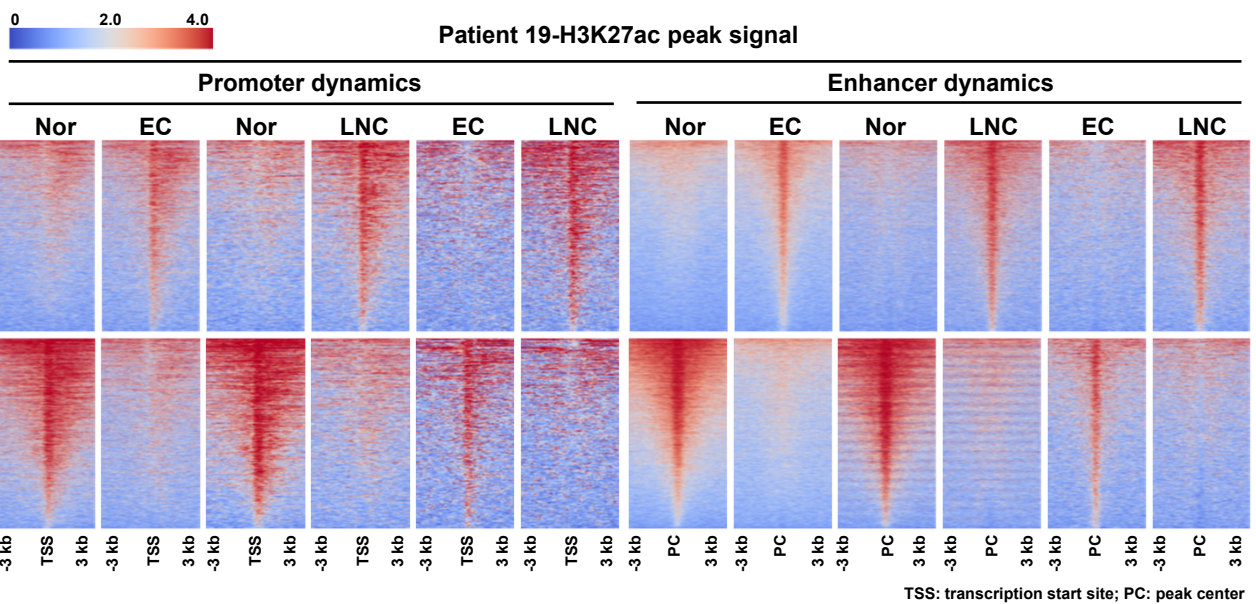 0 2.0 4.0
Patient 19-H3K27ac peak signal
Promoter dynamics Enhancer dynamics
Nor EC Nor LNC EC LNC Nor EC Nor LNC EC LNC
-3 kb TSS 3 kb -3 kb TSS 3 kb -3 kb TSS 3 kb -3 kb TSS 3 kb -3 kb TSS 3 kb -3 kb TSS 3 kb -3 kb PC 3 kb -3 kb PC 3 kb -3 kb PC 3 kb -3 kb PC 3 kb -3 kb PC 3 kb -3 kb PC 3 kb
TSS: transcription start site; PC: peak center